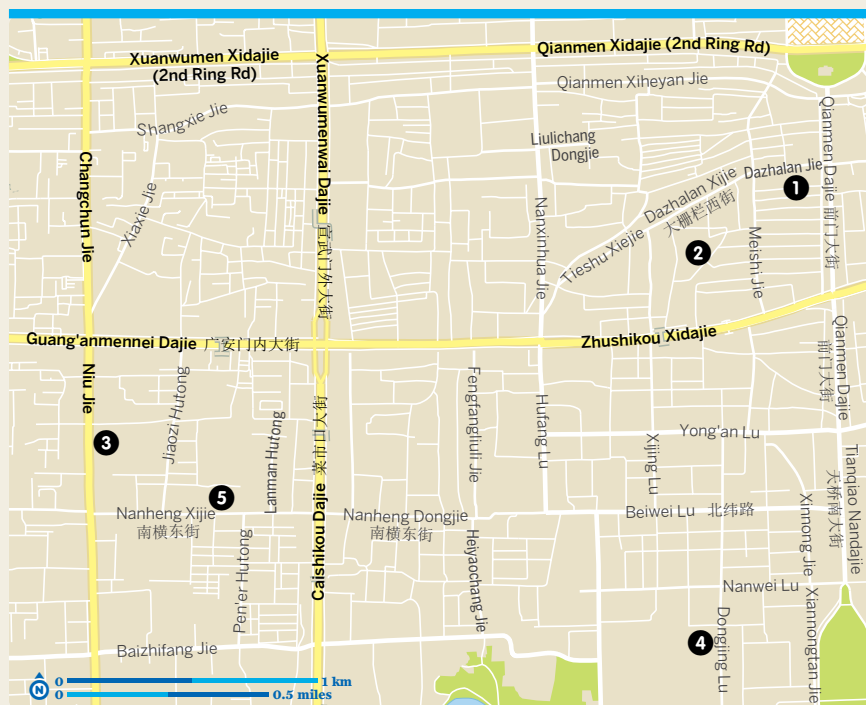 Xuanwumen Xidajie
(2nd Ring Rd)
Qianmen Xidajie (2nd Ring Rd)
Xuanwumenwai Dajie 宣武门外大街
Qianmen Xiheyan Jie
Shangxie Jie
Liulichang
Dongjie
Qianmen Dajie 前门大街
Changchun Jie
Dazhalan Jie
1
Dazhalan Xijie
大栅栏西街
Xiaxie Jie
Nanxinhua Jie
Tieshu Xiejie
2
Meishi Jie
Guang'anmennei Dajie 广安门内大街
Zhushikou Xidajie
Qianmen Dajie
前门大街
Niu Jie
3
Jiaozi Hutong
Lanman Hutong
Caishikou Dajie 菜市口大街
Fengfangliuli Jie
Hufang Lu
Xijing Lu
Yong'an Lu
Tianqiao Nandajie
天桥南大街
5
Nanheng Xijie
南横东街
Nanheng Dongjie
南横东街
Beiwei Lu 北纬路
Xinnong Jie
Pen'er Hutong
Heiyaochang Jie
Nanwei Lu
Baizhifang Jie
4
Dongjing Lu
Xiannongtan Jie
N
0 1 km
0 0.5 miles